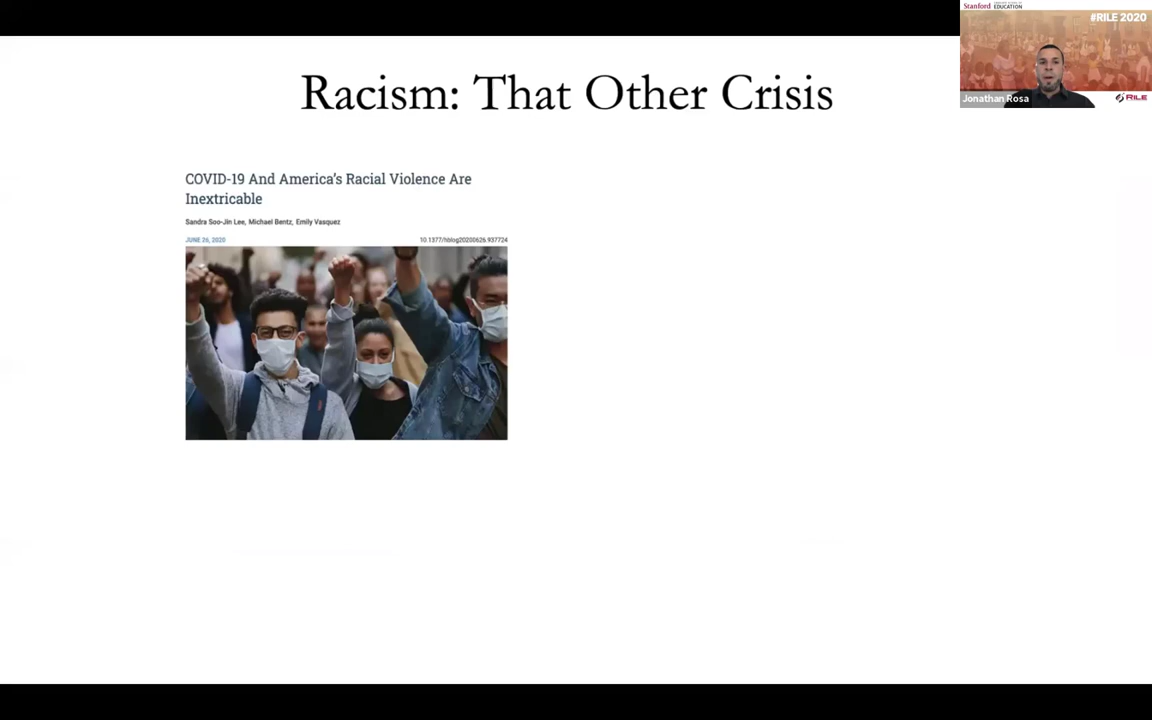 Stanford
EDUCATION
#RILE 2020
Jonathan Rosa
RILE
Racism: That Other Crisis
COVID-19 And America's Racial Violence Are
Inextricable
Sandra Soo-Jin Lee, Michael Bentz, Emily Vasquez
JUNE 26, 2020
10.1377/hblog20200626.937724